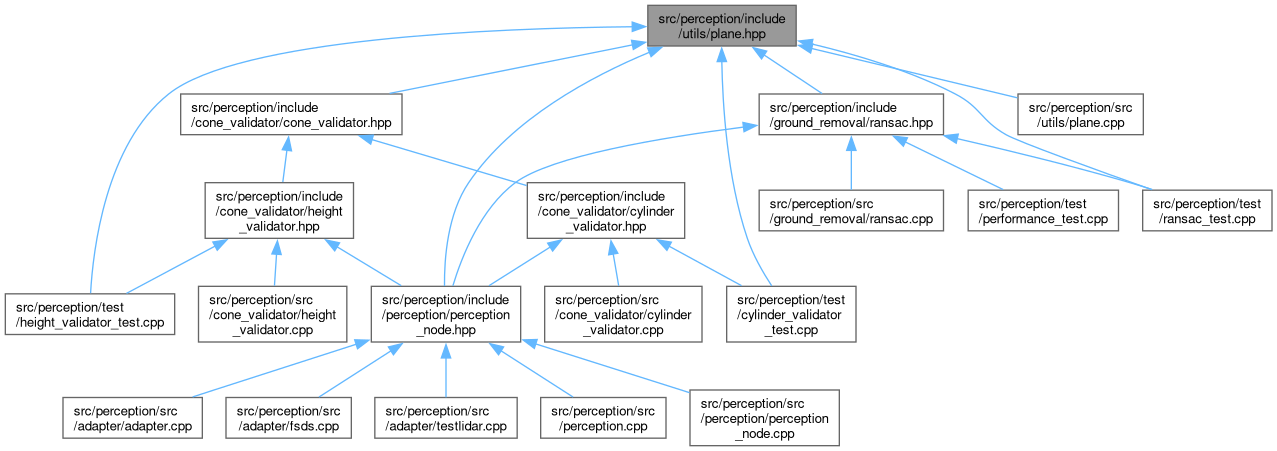 src/perception/include
/utils/plane.hpp
src/perception/include
/cone_validator/cone_validator.hpp
src/perception/include
/ground_removal/ransac.hpp
src/perception/src
/utils/plane.cpp
src/perception/include
/cone_validator/height
_validator.hpp
src/perception/include
/cone_validator/cylinder
_validator.hpp
src/perception/src
/ground_removal/ransac.cpp
src/perception/test
/performance_test.cpp
src/perception/test
/ransac_test.cpp
src/perception/test
/height_validator_test.cpp
src/perception/src
/cone_validator/height
_validator.cpp
src/perception/include
/perception/perception
_node.hpp
src/perception/src
/cone_validator/cylinder
_validator.cpp
src/perception/test
/cylinder_validator
_test.cpp
src/perception/src
/adapter/adapter.cpp
src/perception/src
/adapter/fsds.cpp
src/perception/src
/adapter/testlidar.cpp
src/perception/src
/perception.cpp
src/perception/src
/perception/perception
_node.cpp